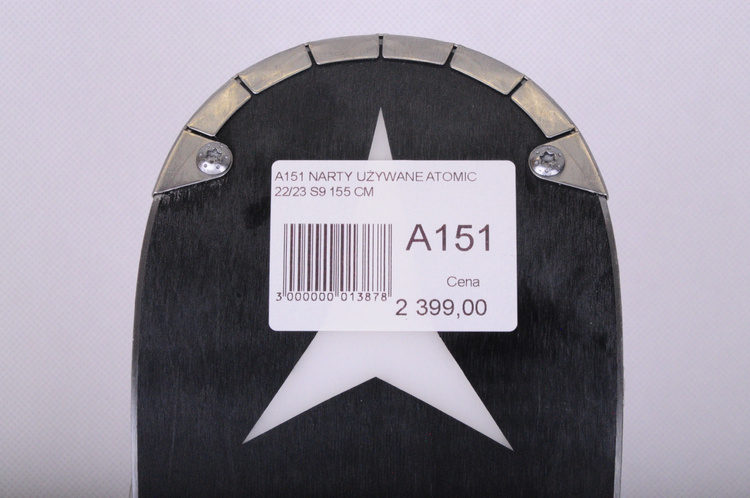 A151 NARTY UŻYWANE ATOMIC
22/23 S9 155 CM
A151
3 000000 013878
Cena
2 399,00